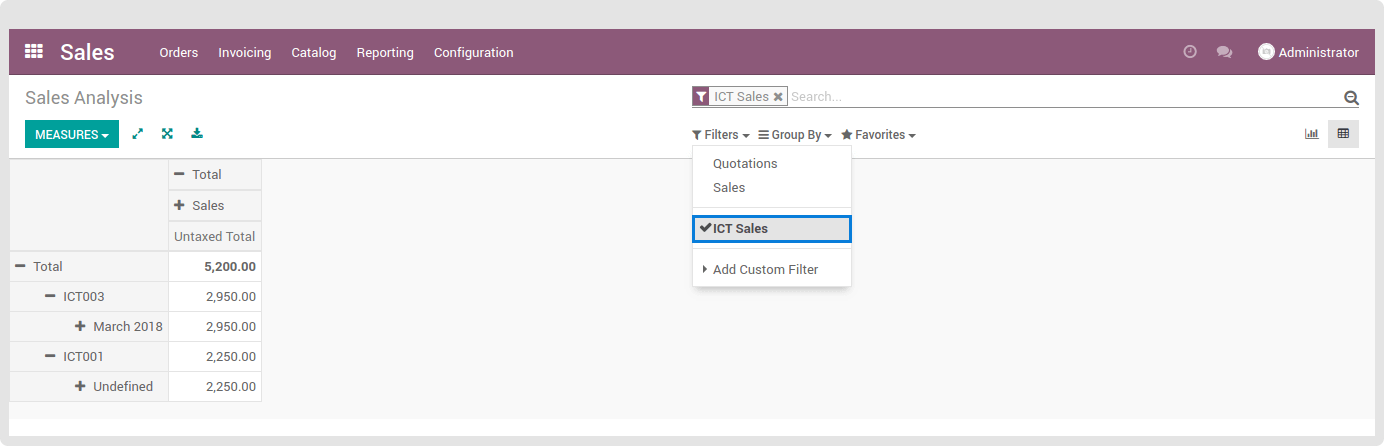 Sales Orders Invoicing Catalog Reporting Configuration Administrator
Sales Analysis ICT Sales Search...
MEASURES Filters Group By Favorites
Quotations
Sales
ICT Sales
Add Custom Filter
Total
Sales
Untaxed Total
Total 5,200.00
ICT003 2,950.00
March 2018 2,950.00
ICT001 2,250.00
Undefined 2,250.00